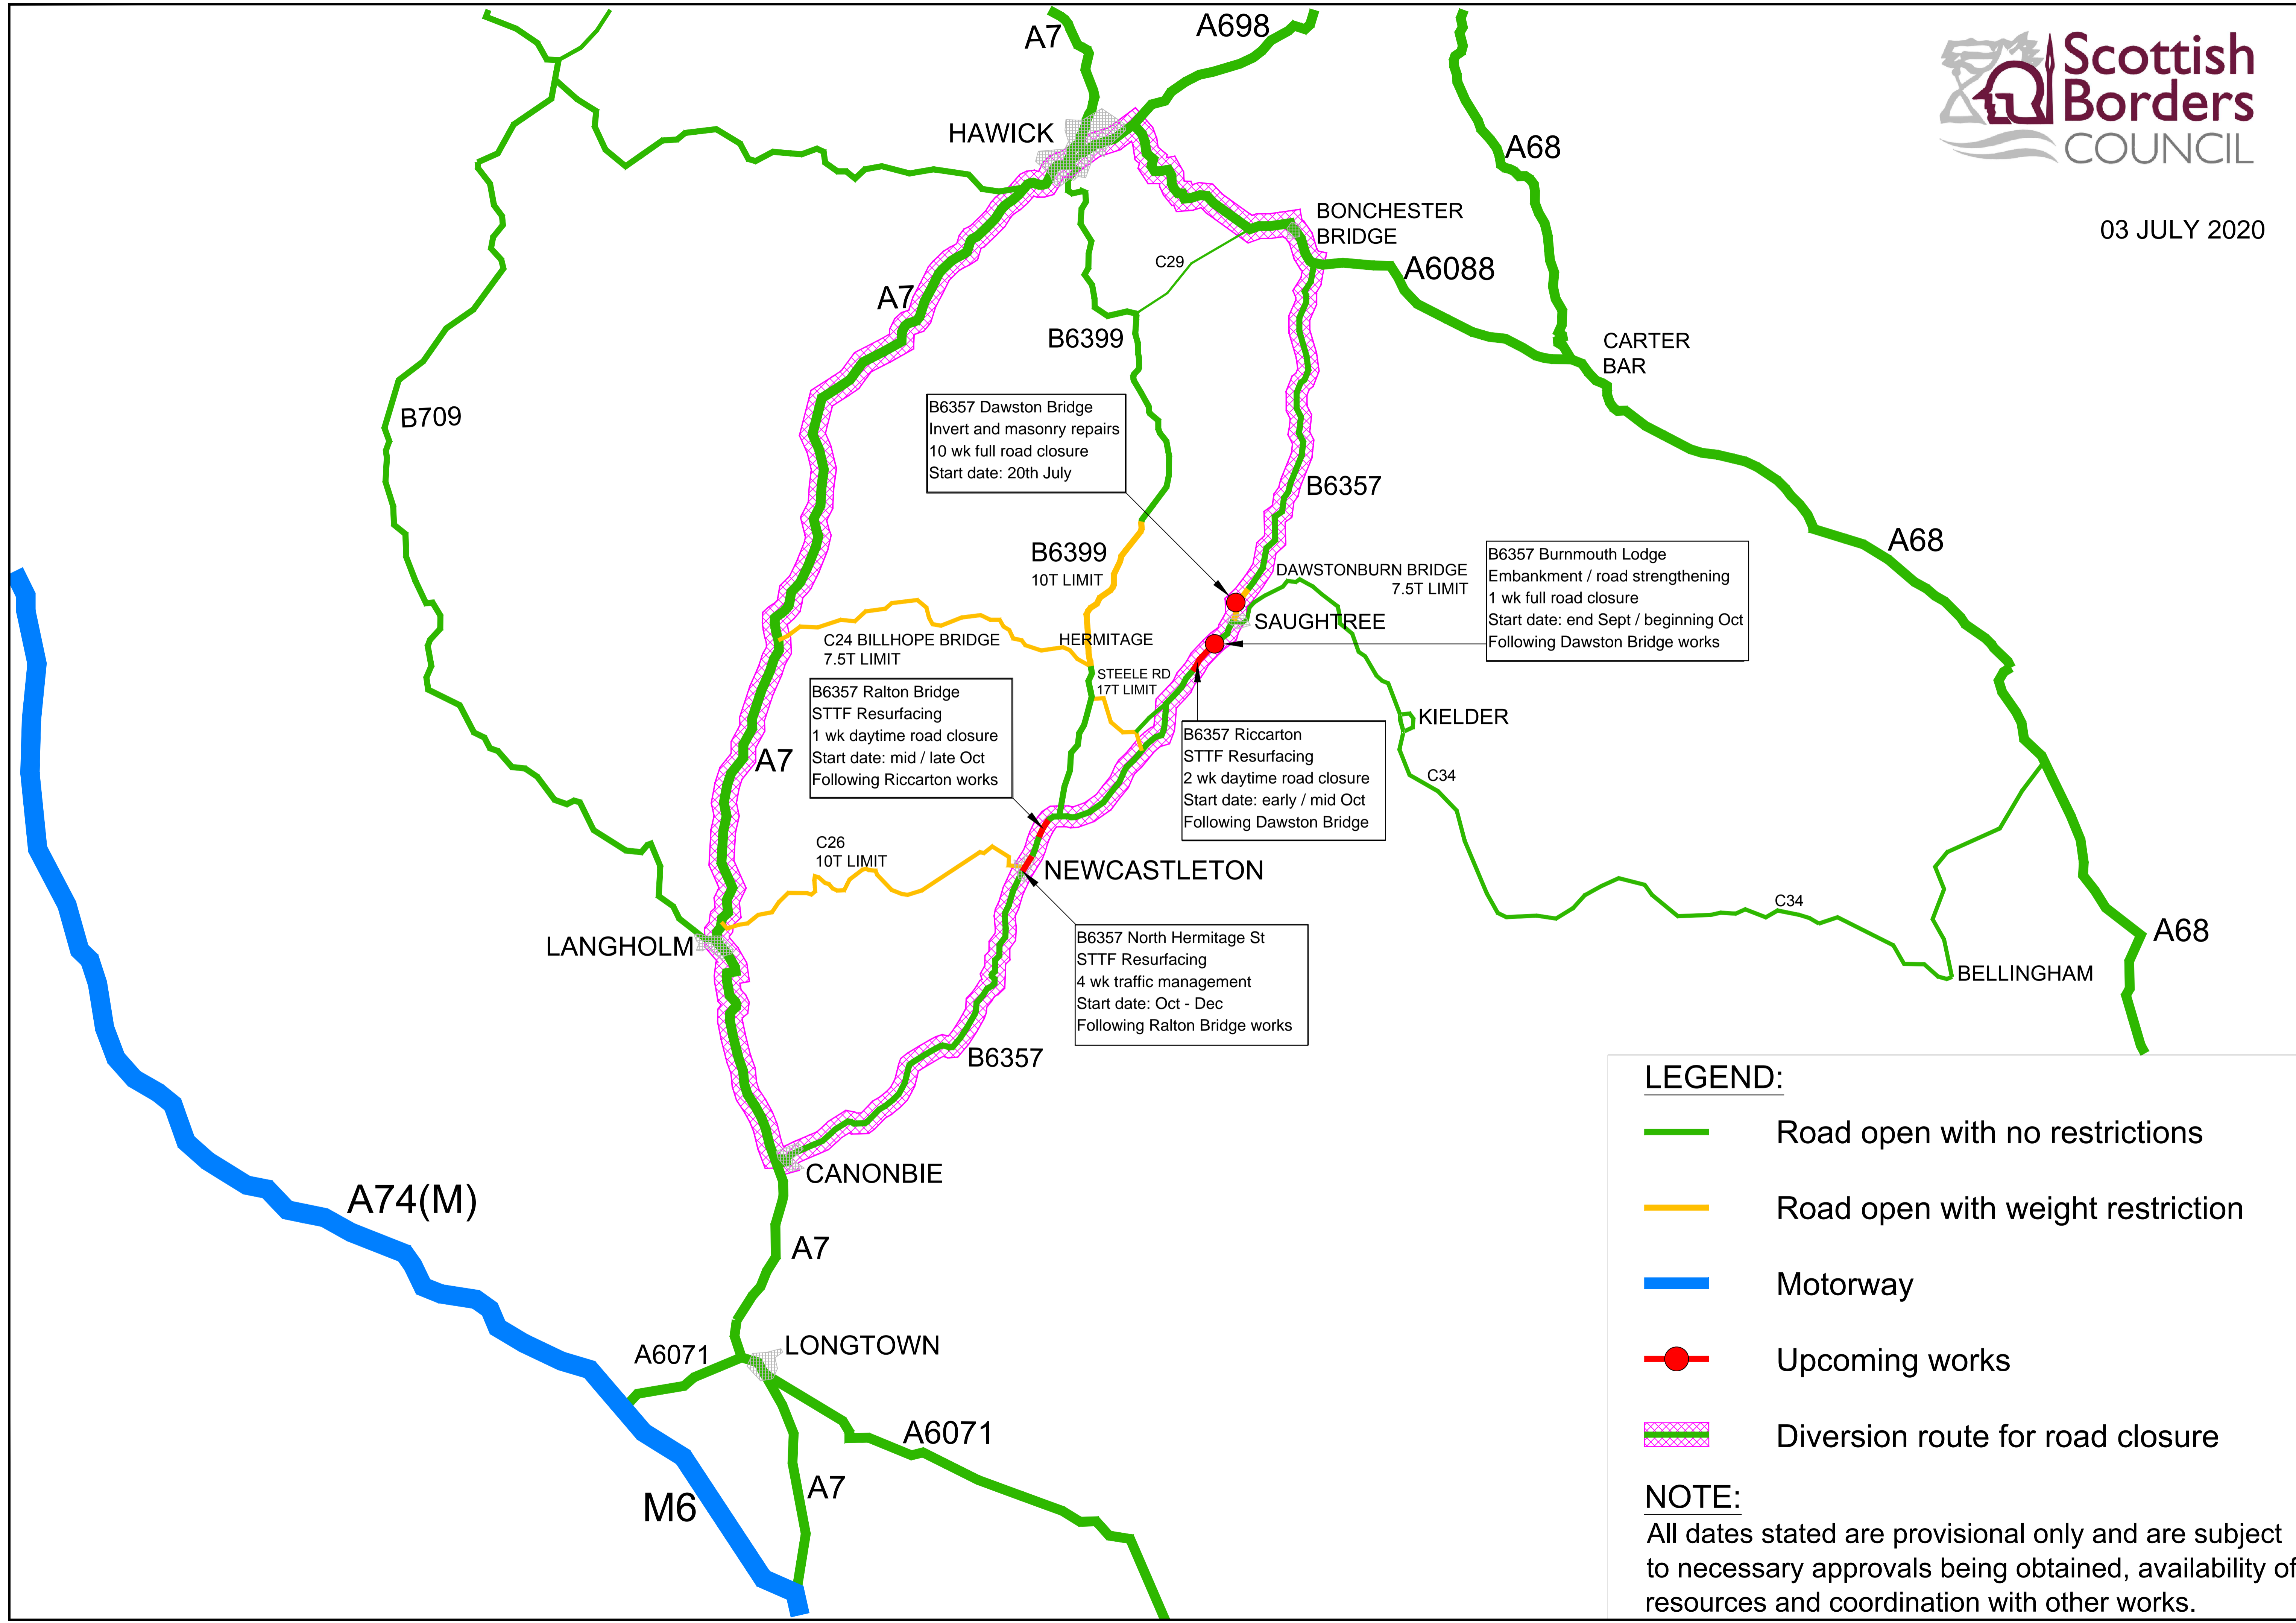 A7
A698
Scottish
Borders
COUNCIL
HAWICK
A68
BONCHESTER
BRIDGE
03 JULY 2020
C29
A6088
A7
B6399
CARTER
BAR
B709
B6357 Dawston Bridge
Invert and masonry repairs
10 wk full road closure
Start date: 20th July
B6357
A68
B6399
10T LIMIT
DAWSTONBURN BRIDGE
7.5T LIMIT
B6357 Burnmouth Lodge
Embankment / road strengthening
1 wk full road closure
Start date: end Sept / beginning Oct
Following Dawston Bridge works
SAUGHTREE
C24 BILLHOPE BRIDGE
7.5T LIMIT
HERMITAGE
STEELE RD
17T LIMIT
B6357 Ralton Bridge
STTF Resurfacing
1 wk daytime road closure
Start date: mid / late Oct
Following Riccarton works
KIELDER
B6357 Riccarton
STTF Resurfacing
2 wk daytime road closure
Start date: early / mid Oct
Following Dawston Bridge
A7
C34
C26
10T LIMIT
NEWCASTLETON
C34
A68
LANGHOLM
B6357 North Hermitage St
STTF Resurfacing
4 wk traffic management
Start date: Oct - Dec
Following Ralton Bridge works
BELLINGHAM
B6357
CANONBIE
A74(M)
A7
LONGTOWN
A6071
A6071
A7
M6
LEGEND:
Road open with no restrictions
Road open with weight restriction
Motorway
Upcoming works
Diversion route for road closure
NOTE:
All dates stated are provisional only and are subject
to necessary approvals being obtained, availability of
resources and coordination with other works.